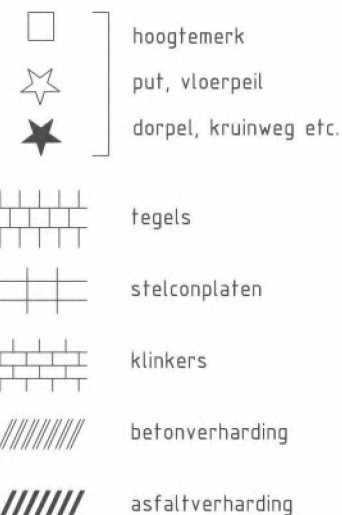 hoogtemerk
put, vloerpeil
dorpel, kruinweg etc.
tegels
stelconplaten
klinkers
betonverharding
asfaltverharding